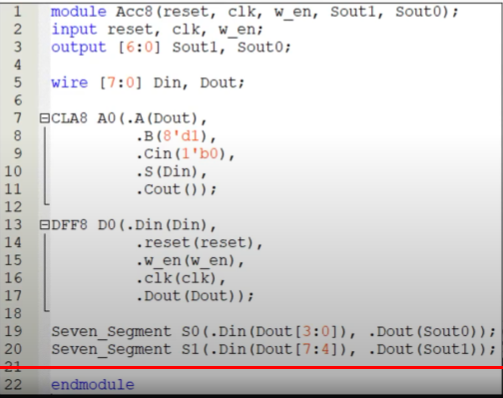 1 module Acc8(reset, clk, w_en, Sout1, Sout0);
2 input reset, clk, w_en;
3 output [6:0] Sout1, Sout0;
4
5 wire [7:0] Din, Dout;
6
7 CLA8 A0(.A(Dout),
8 .B(8'd1),
9 .Cin(1'b0),
10 .S(Din),
11 .Cout());
12
13 DFF8 D0(.Din(Din),
14 .reset(reset),
15 .w_en(w_en),
16 .clk(clk),
17 .Dout(Dout));
18
19 Seven_Segment S0(.Din(Dout[3:0]), .Dout(Sout0));
20 Seven_Segment S1(.Din(Dout[7:4]), .Dout(Sout1));
21
22 endmodule